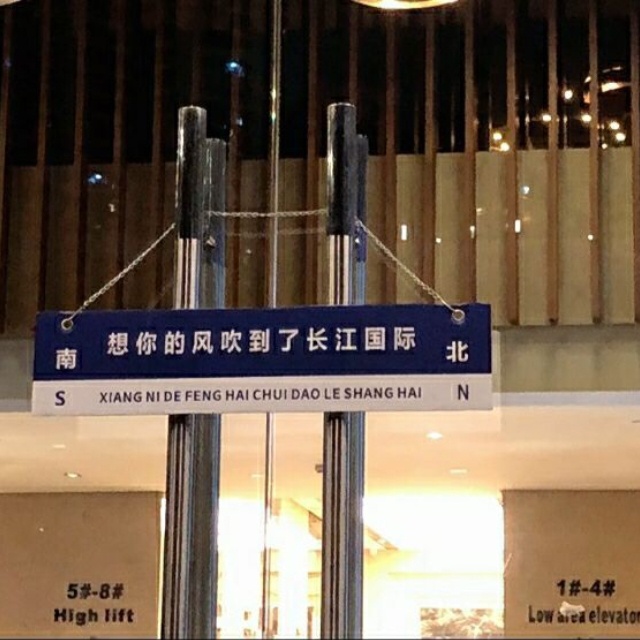 南 想你的风吹到了长江国际 北
S XIANG NI DE FENG HAI CHUI DAO LE SHANG HAI N
5#-8#
High lift
1#-4#
Low area elevator